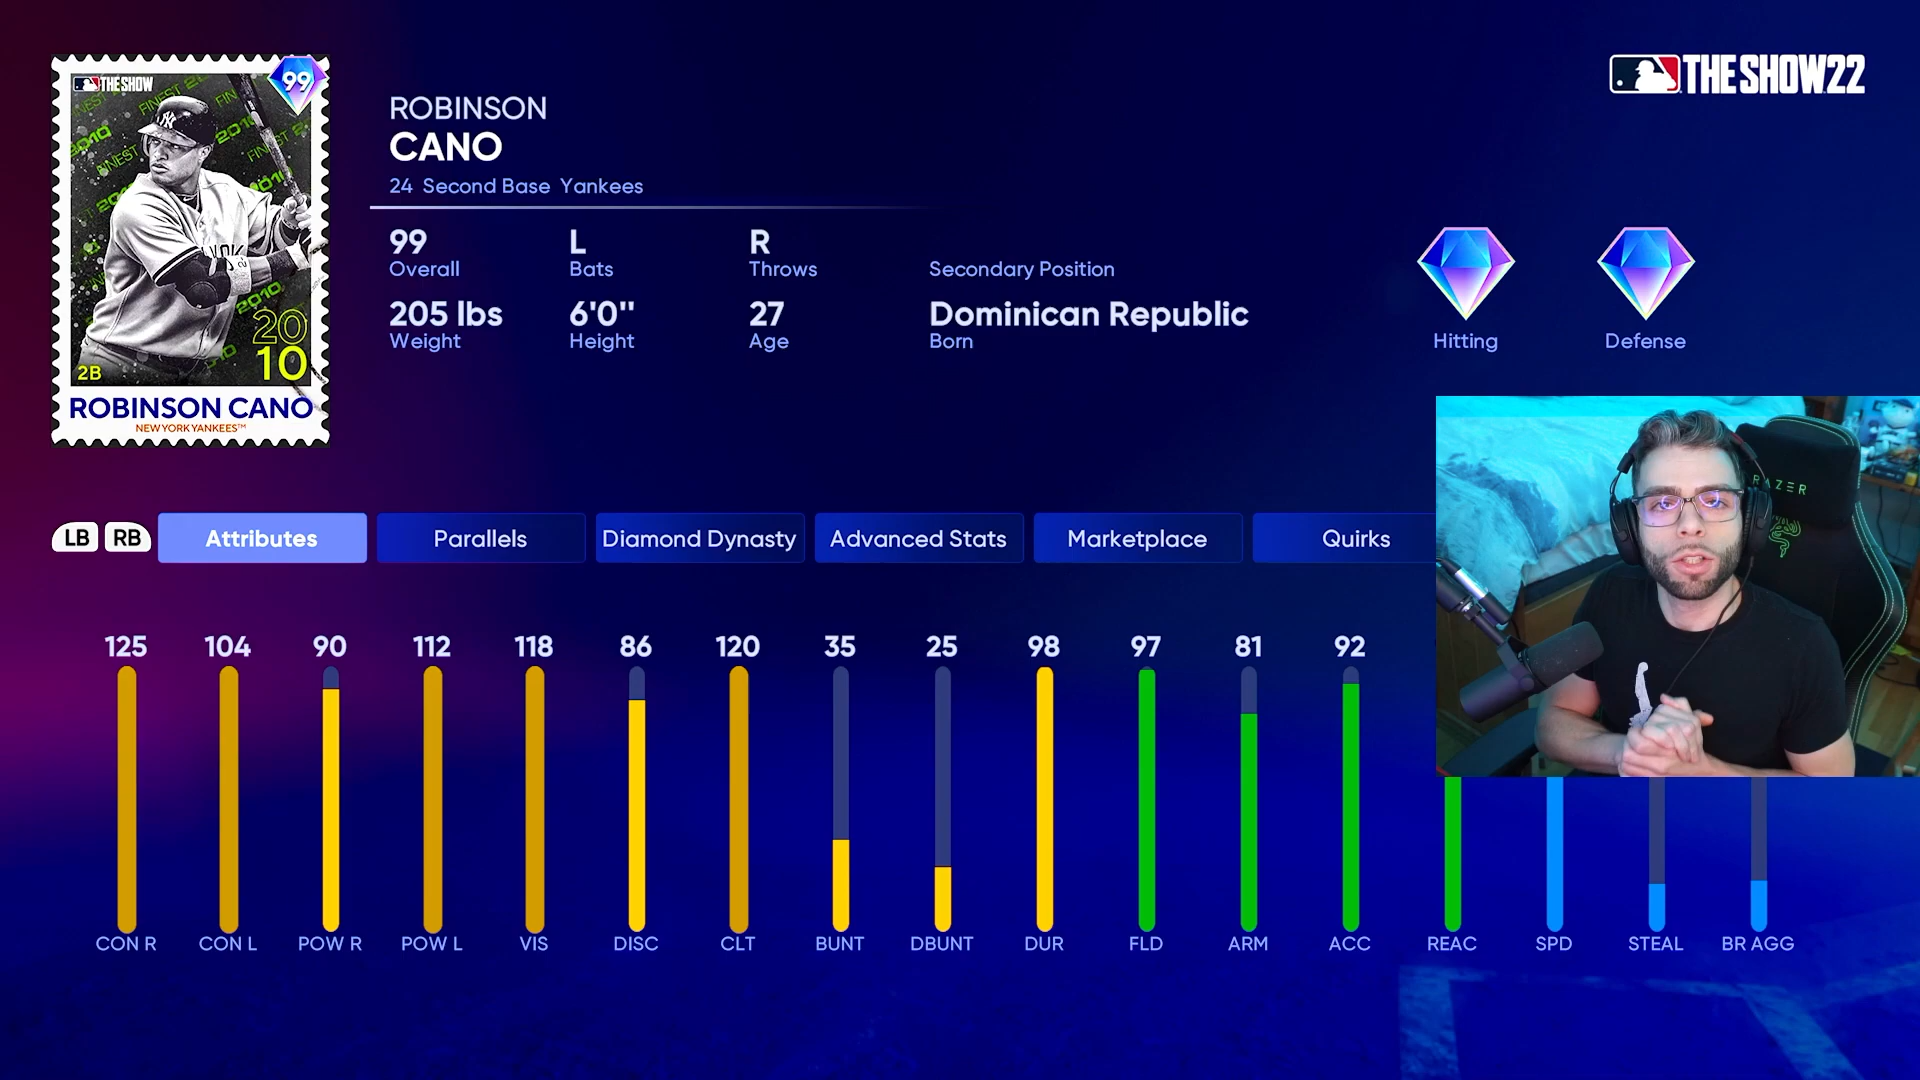 THE SHOW
99
FINEST 2010
2B
20
10
ROBINSON CANO
NEW YORK YANKEES™
THE SHOW 22
ROBINSON
CANO
24 Second Base Yankees
99 L R
Overall Bats Throws Secondary Position
205 lbs 6'0" 27 Dominican Republic
Weight Height Age Born
Hitting Defense
RAZER
LB RB Attributes Parallels Diamond Dynasty Advanced Stats Marketplace Quirks
125 104 90 112 118 86 120 35 25 98 97 81 92
CON R CON L POW R POW L VIS DISC CLT BUNT DBUNT DUR FLD ARM ACC REAC SPD STEAL BR AGG